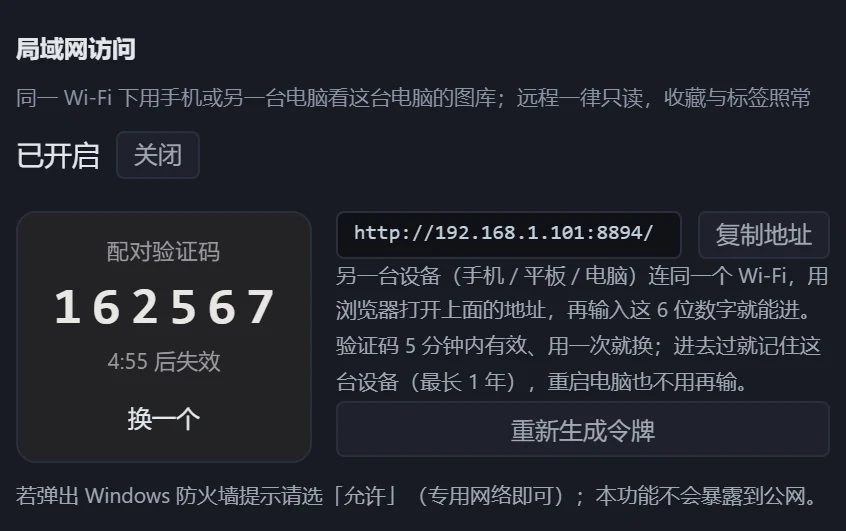 局域网访问
同一 Wi-Fi 下用手机或另一台电脑看这台电脑的图库；远程一律只读，收藏与标签照常
已开启 关闭
配对验证码
162567
4:55 后失效
换一个
http://192.168.1.101:8894/ 复制地址
另一台设备（手机 / 平板 / 电脑）连同一个 Wi-Fi，用
浏览器打开上面的地址，再输入这 6 位数字就能进。
验证码 5 分钟内有效、用一次就换；进去过就记住这
台设备（最长 1 年），重启电脑也不用再输。
重新生成令牌
若弹出 Windows 防火墙提示请选「允许」（专用网络即可）；本功能不会暴露到公网。